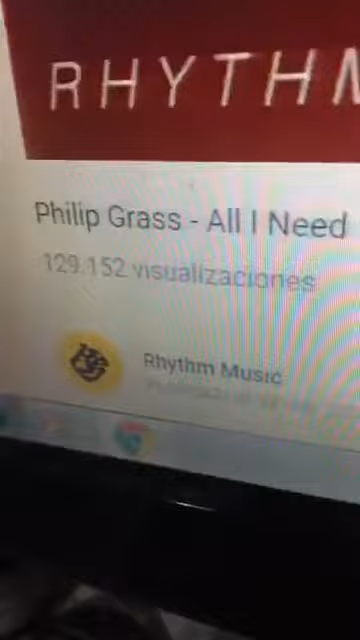 RHYTHM
Philip Grass - All I Need
129.152 visualizaciones
Rhythm Music